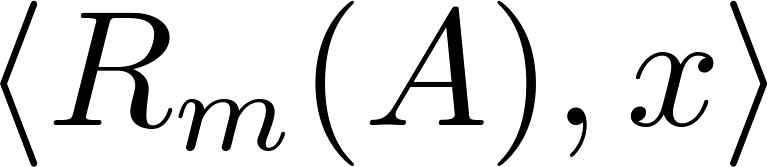 ⟨R_m(A), x⟩